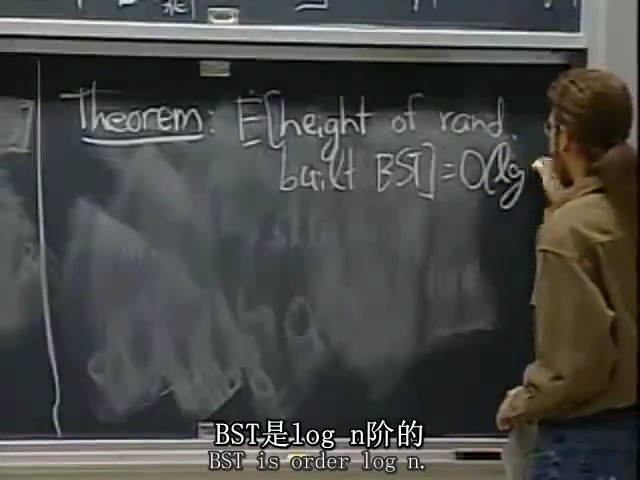 Theorem: E[height of rand.
built BST] = O(lg
BST是log n阶的
BST is order log n.